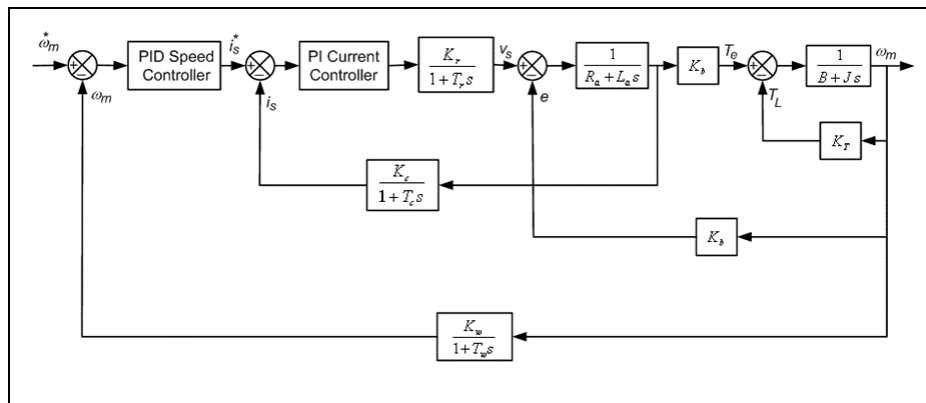 ω*m
+
−
ωm
PID Speed
Controller
i*s
+
−
is
PI Current
Controller
Kr
1+Trs
vs
+
+
e
1
Ra+Las
Kb
Te
+
−
TL
1
B+Js
ωm
KT
Kc
1+Tcs
Kb
Kw
1+Tws